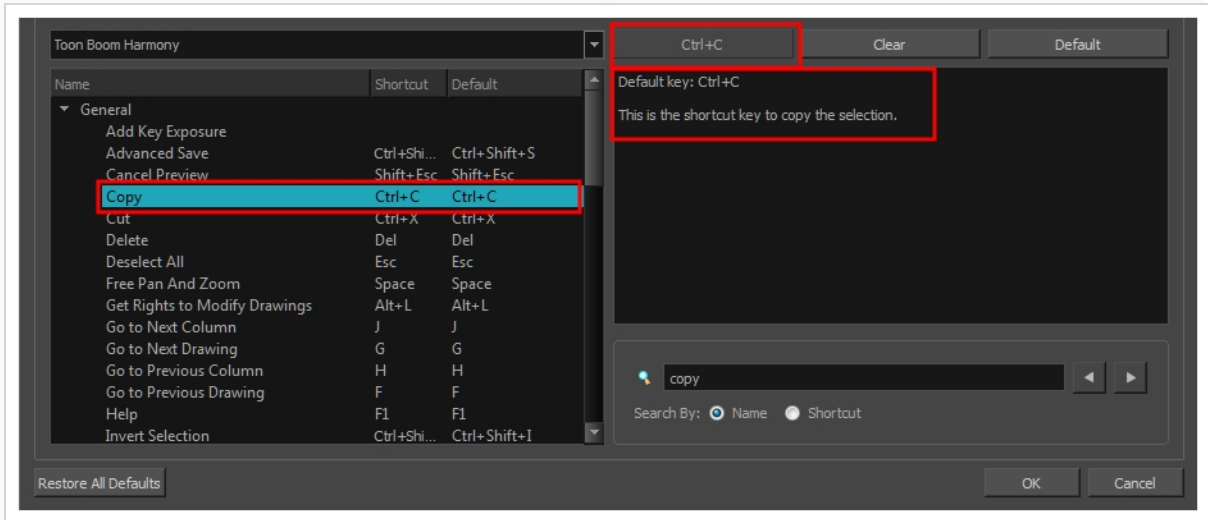 Toon Boom Harmony
Ctrl+C Clear Default
Name Shortcut Default
General
Add Key Exposure
Advanced Save Ctrl+Shi... Ctrl+Shift+S
Cancel Preview Shift+Esc Shift+Esc
Copy Ctrl+C Ctrl+C
Cut Ctrl+X Ctrl+X
Delete Del Del
Deselect All Esc Esc
Free Pan And Zoom Space Space
Get Rights to Modify Drawings Alt+L Alt+L
Go to Next Column J J
Go to Next Drawing G G
Go to Previous Column H H
Go to Previous Drawing F F
Help F1 F1
Invert Selection Ctrl+Shi... Ctrl+Shift+I
Default key: Ctrl+C
This is the shortcut key to copy the selection.
copy
Search By: Name Shortcut
Restore All Defaults OK Cancel